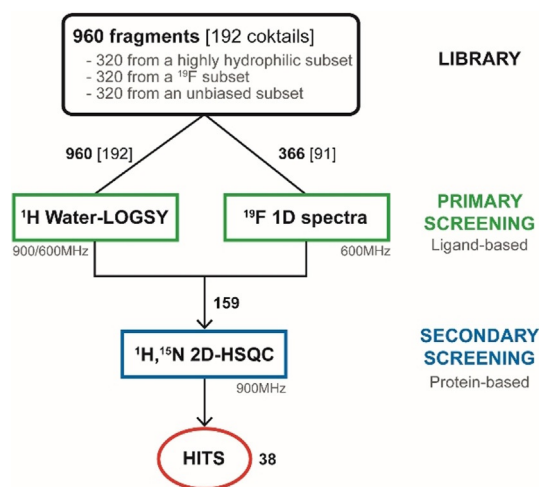 960 fragments [192 coktails]
- 320 from a highly hydrophilic subset
- 320 from a ¹⁹F subset
- 320 from an unbiased subset
LIBRARY
960 [192]
366 [91]
¹H Water-LOGSY
¹⁹F 1D spectra
PRIMARY
SCREENING
Ligand-based
900/600MHz
600MHz
159
¹H,¹⁵N 2D-HSQC
SECONDARY
SCREENING
Protein-based
900MHz
HITS
38